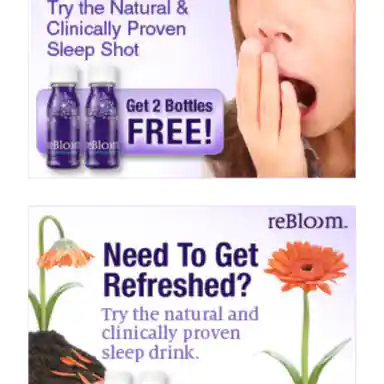 Try the Natural &
Clinically Proven
Sleep Shot
Get 2 Bottles
FREE!
reBloom
reBloom
reBloom.
Need To Get
Refreshed?
Try the natural and
clinically proven
sleep drink.